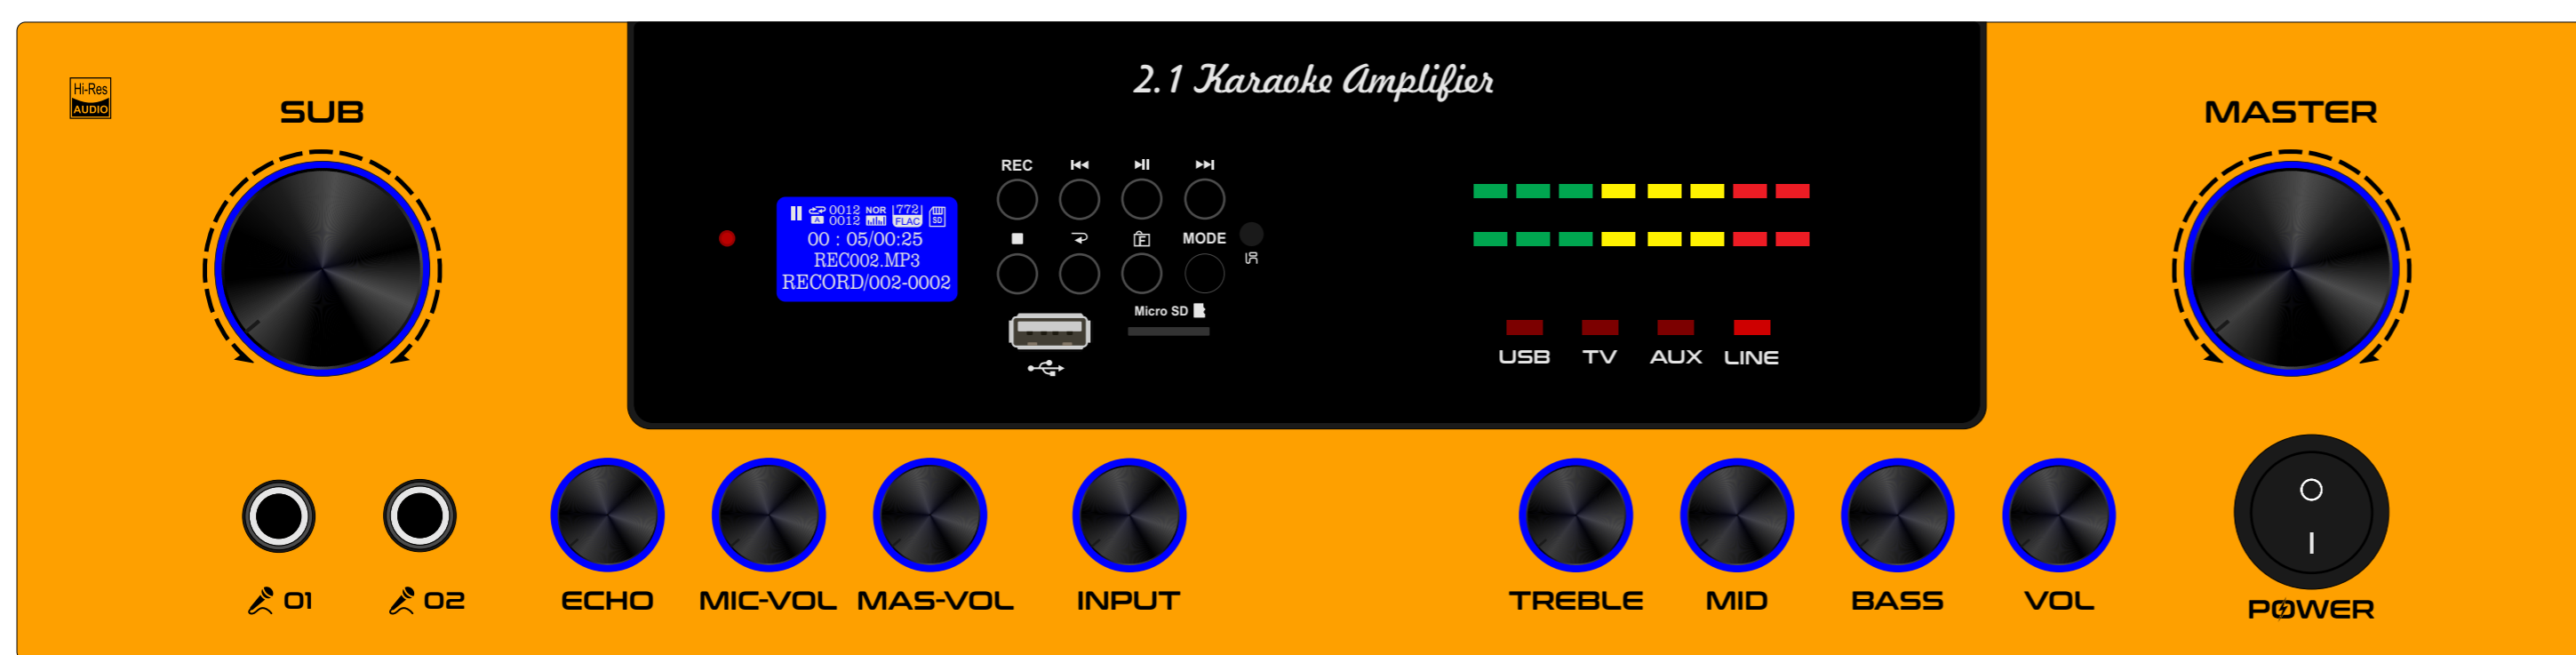 2.1 Karaoke Amplifier
Hi-Res
AUDIO
SUB
MASTER
REC
0012 NOR 772
A 0012 FLAC SD
00 : 05/00:25
REC002.MP3
RECORD/002-0002
F
MODE
IR
Micro SD
USB TV AUX LINE
01 02 ECHO MIC-VOL MAS-VOL INPUT TREBLE MID BASS VOL POWER